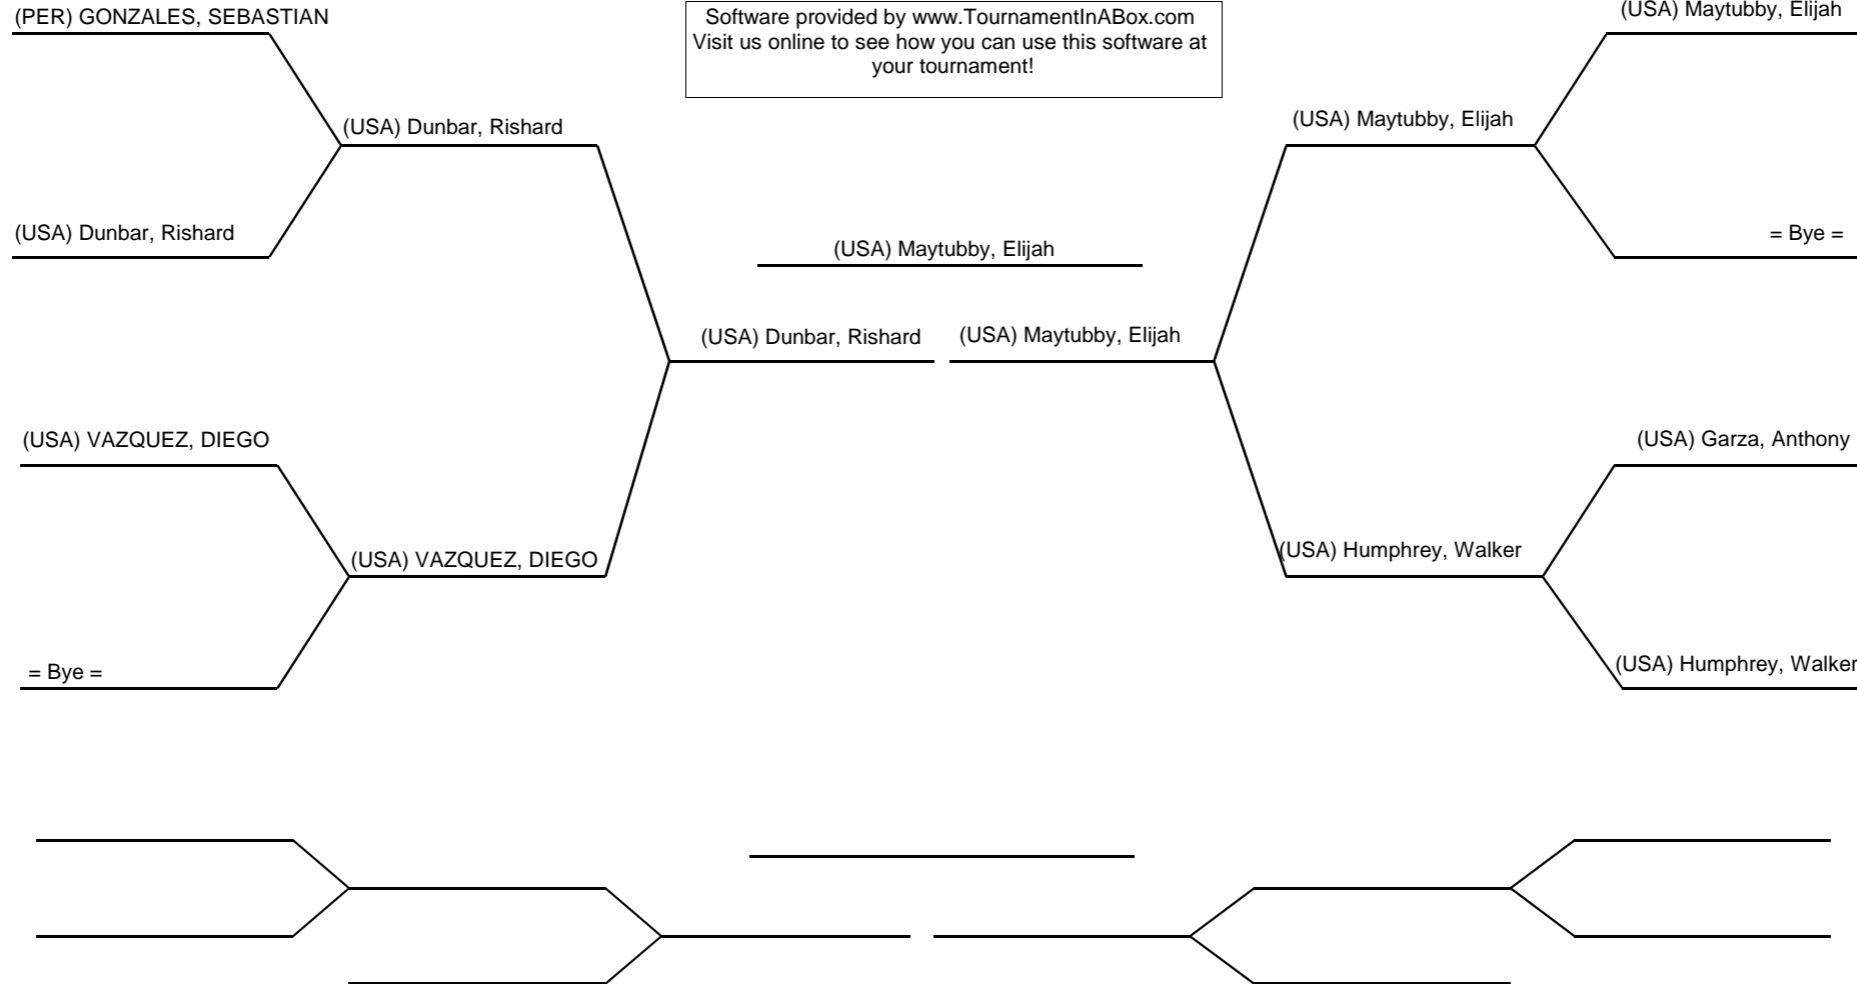 (PER) GONZALES, SEBASTIAN
Software provided by www.TournamentInABox.com
Visit us online to see how you can use this software at
your tournament!
(USA) Maytubby, Elijah
(USA) Dunbar, Rishard
(USA) Maytubby, Elijah
(USA) Dunbar, Rishard
(USA) Maytubby, Elijah
= Bye =
(USA) Dunbar, Rishard
(USA) Maytubby, Elijah
(USA) VAZQUEZ, DIEGO
(USA) Garza, Anthony
(USA) VAZQUEZ, DIEGO
(USA) Humphrey, Walker
= Bye =
(USA) Humphrey, Walker